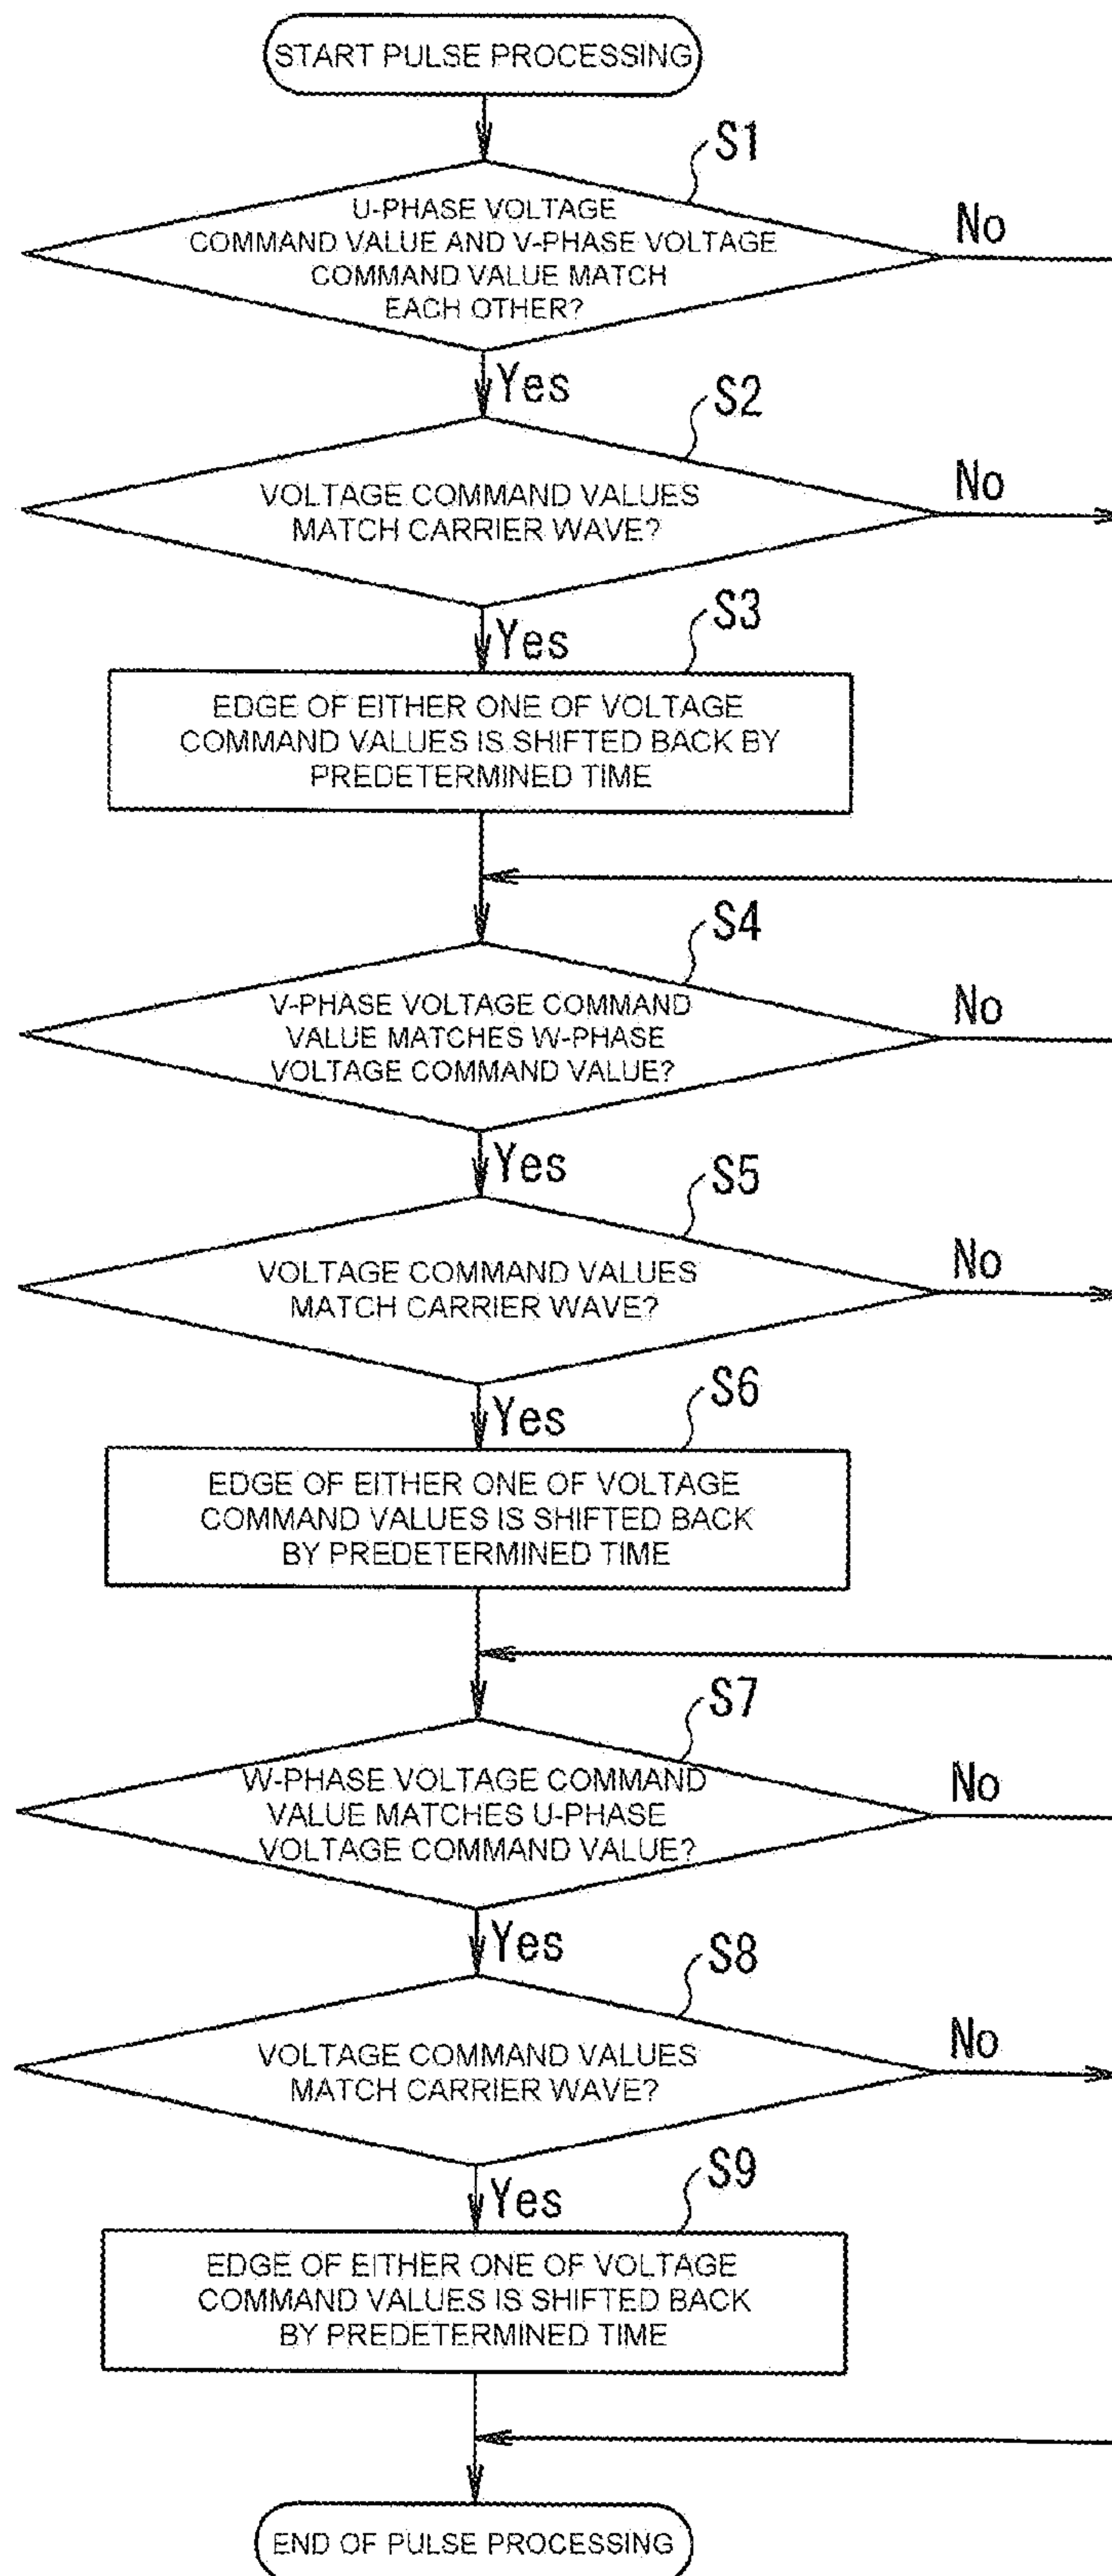 START PULSE PROCESSING
S1
U-PHASE VOLTAGE
COMMAND VALUE AND V-PHASE VOLTAGE
COMMAND VALUE MATCH
EACH OTHER?
No
Yes
S2
VOLTAGE COMMAND VALUES
MATCH CARRIER WAVE?
No
Yes
S3
EDGE OF EITHER ONE OF VOLTAGE
COMMAND VALUES IS SHIFTED BACK BY
PREDETERMINED TIME
S4
V-PHASE VOLTAGE COMMAND
VALUE MATCHES W-PHASE
VOLTAGE COMMAND VALUE?
No
Yes
S5
VOLTAGE COMMAND VALUES
MATCH CARRIER WAVE?
No
Yes
S6
EDGE OF EITHER ONE OF VOLTAGE
COMMAND VALUES IS SHIFTED BACK
BY PREDETERMINED TIME
S7
W-PHASE VOLTAGE COMMAND
VALUE MATCHES U-PHASE
VOLTAGE COMMAND VALUE?
No
Yes
S8
VOLTAGE COMMAND VALUES
MATCH CARRIER WAVE?
No
Yes
S9
EDGE OF EITHER ONE OF VOLTAGE
COMMAND VALUES IS SHIFTED BACK
BY PREDETERMINED TIME
END OF PULSE PROCESSING